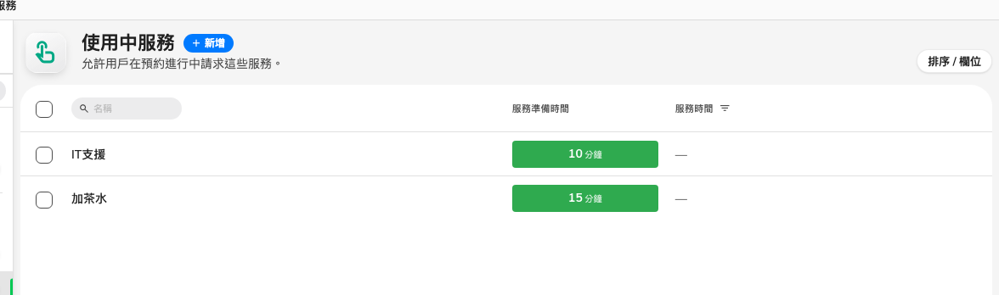 服務
使用中服務
+ 新增
允許用戶在預約進行中請求這些服務。
排序 / 欄位
名稱
服務準備時間
服務時間
IT支援
10 分鐘
—
加茶水
15 分鐘
—